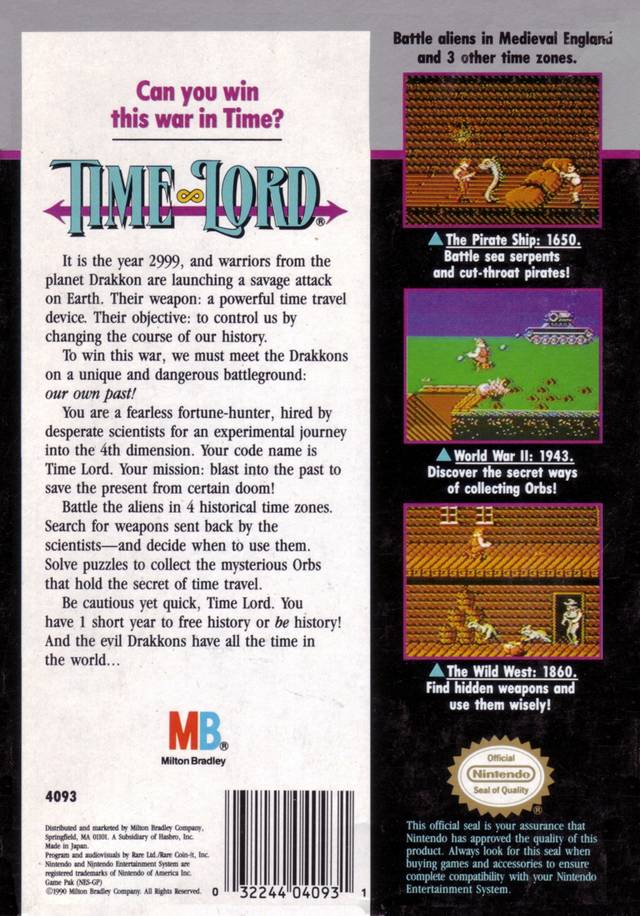 Can you win
this war in Time?
TIME LORD®
It is the year 2999, and warriors from the
planet Drakkon are launching a savage attack
on Earth. Their weapon: a powerful time travel
device. Their objective: to control us by
changing the course of our history.
To win this war, we must meet the Drakkons
on a unique and dangerous battleground:
our own past!
You are a fearless fortune-hunter, hired by
desperate scientists for an experimental journey
into the 4th dimension. Your code name is
Time Lord. Your mission: blast into the past to
save the present from certain doom!
Battle the aliens in 4 historical time zones.
Search for weapons sent back by the
scientists—and decide when to use them.
Solve puzzles to collect the mysterious Orbs
that hold the secret of time travel.
Be cautious yet quick, Time Lord. You
have 1 short year to free history or be history!
And the evil Drakkons have all the time in
the world...
MB®
Milton Bradley
4093
Distributed and marketed by Milton Bradley Company,
Springfield, MA 01101. A Subsidiary of Hasbro, Inc.
Made in Japan.
Program and audiovisuals by Rare Ltd./Rare Coin-it, Inc.
Nintendo and Nintendo Entertainment System are
registered trademarks of Nintendo of America Inc.
Game Pak (NES-GP)
©1990 Milton Bradley Company. All Rights Reserved.
0 32244 04093 1
Battle aliens in Medieval England
and 3 other time zones.
The Pirate Ship: 1650.
Battle sea serpents
and cut-throat pirates!
World War II: 1943.
Discover the secret ways
of collecting Orbs!
The Wild West: 1860.
Find hidden weapons and
use them wisely!
Official
Nintendo
Seal of Quality
®
This official seal is your assurance that
Nintendo has approved the quality of this
product. Always look for this seal when
buying games and accessories to ensure
complete compatibility with your Nintendo
Entertainment System.